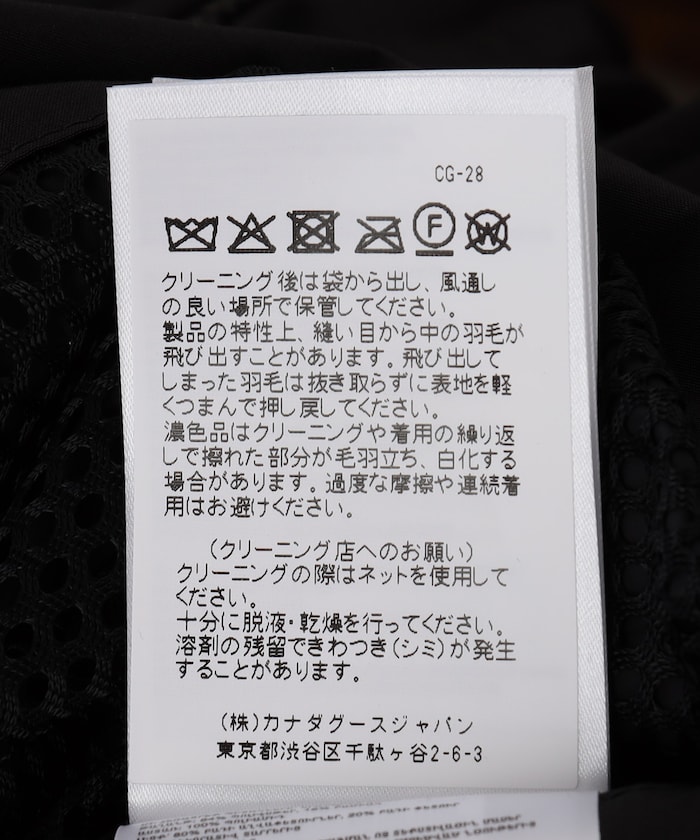 CG-28
F W
クリーニング後は袋から出し、風通し
の良い場所で保管してください。
製品の特性上、縫い目から中の羽毛が
飛び出すことがあります。飛び出して
しまった羽毛は抜き取らずに表地を軽
くつまんで押し戻してください。
濃色品はクリーニングや着用の繰り返
しで擦れた部分が毛羽立ち、白化する
場合があります。過度な摩擦や連続着
用はお避けください。
(クリーニング店へのお願い)
クリーニングの際はネットを使用して
ください。
十分に脱液・乾燥を行ってください。
溶剤の残留できわつき(シミ)が発生
することがあります。
(株)カナダグースジャパン
東京都渋谷区千駄ヶ谷2-6-3